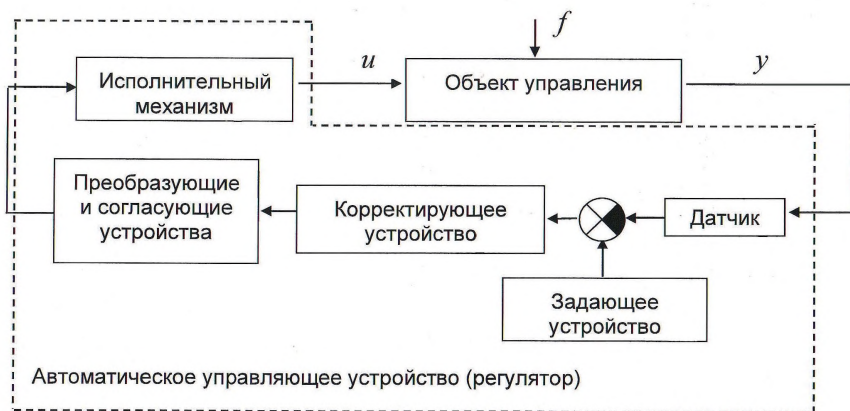 f
Исполнительный
механизм
u
Объект управления
y
Преобразующие
и согласующие
устройства
Корректирующее
устройство
Датчик
Задающее
устройство
Автоматическое управляющее устройство (регулятор)